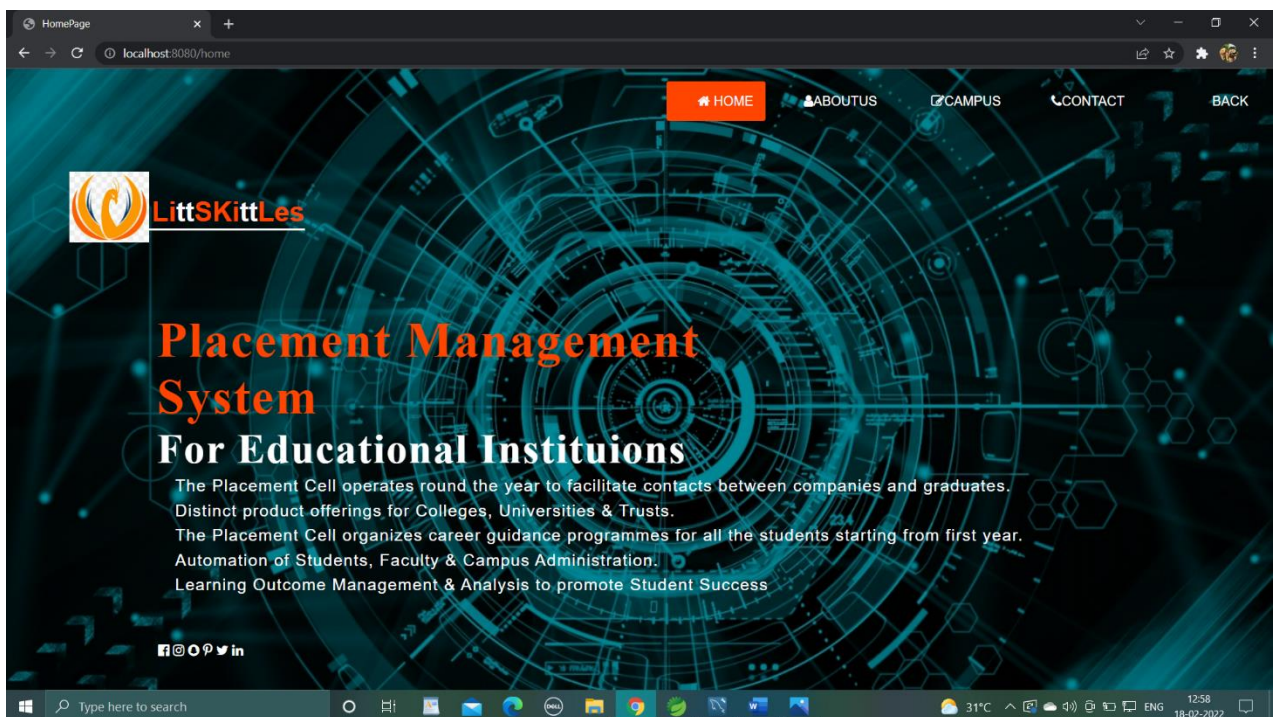 HomePage
localhost:8080/home
HOME ABOUTUS CAMPUS CONTACT BACK
LittSKittLes
Placement Management
System
For Educational Instituions
The Placement Cell operates round the year to facilitate contacts between companies and graduates.
Distinct product offerings for Colleges, Universities & Trusts.
The Placement Cell organizes career guidance programmes for all the students starting from first year.
Automation of Students, Faculty & Campus Administration.
Learning Outcome Management & Analysis to promote Student Success
Type here to search
DELL
31°C
ENG
12:58
18-02-2022